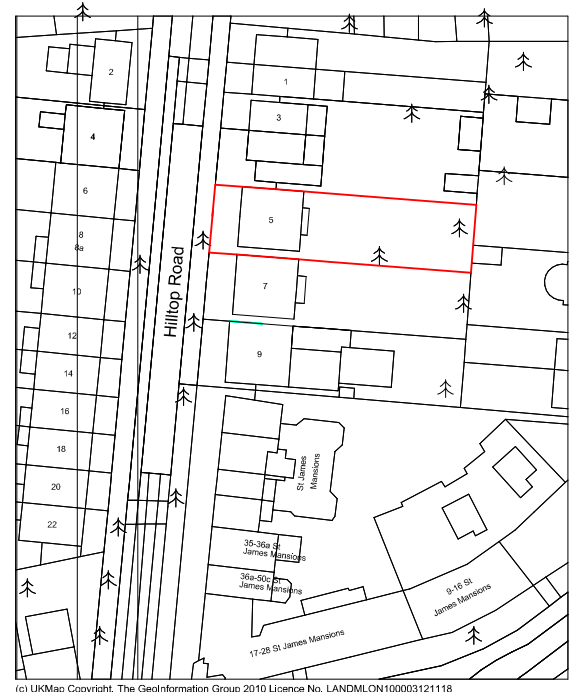 2
1
3
4
6
5
8
8a
7
10
Hilltop Road
12
9
14
16
18
St James
Mansions
20
22
35-36a St
James Mansions
36a-50c St
James Mansions
9-16 St
James Mansions
17-28 St James Mansions
(c) UKMap Copyright. The GeoInformation Group 2010 Licence No. LANDMLON100003121118